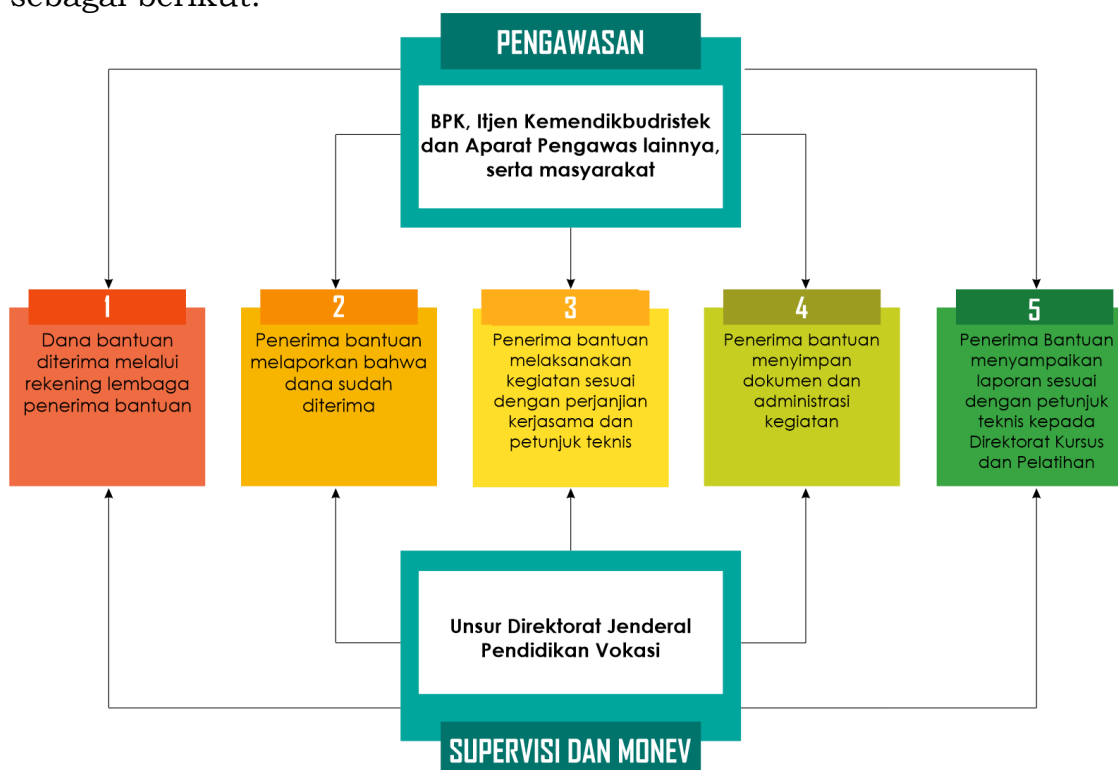 sebagai berikut:
PENGAWASAN
BPK, Itjen Kemendikbudristek
dan Aparat Pengawas lainnya,
serta masyarakat
1
Dana bantuan
diterima melalui
rekening lembaga
penerima bantuan
2
Penerima bantuan
melaporkan bahwa
dana sudah
diterima
3
Penerima bantuan
melaksanakan
kegiatan sesuai
dengan perjanjian
kerjasama dan
petunjuk teknis
4
Penerima bantuan
menyimpan
dokumen dan
administrasi
kegiatan
5
Penerima Bantuan
menyampaikan
laporan sesuai
dengan petunjuk
teknis kepada
Direktorat Kursus
dan Pelatihan
Unsur Direktorat Jenderal
Pendidikan Vokasi
SUPERVISI DAN MONEV